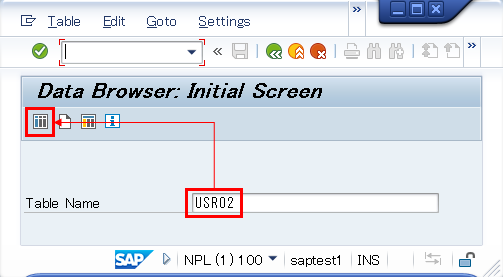 Table Edit Goto Settings »
« »
Data Browser: Initial Screen
Table Name USR02
SAP NPL (1) 100 saptest1 INS